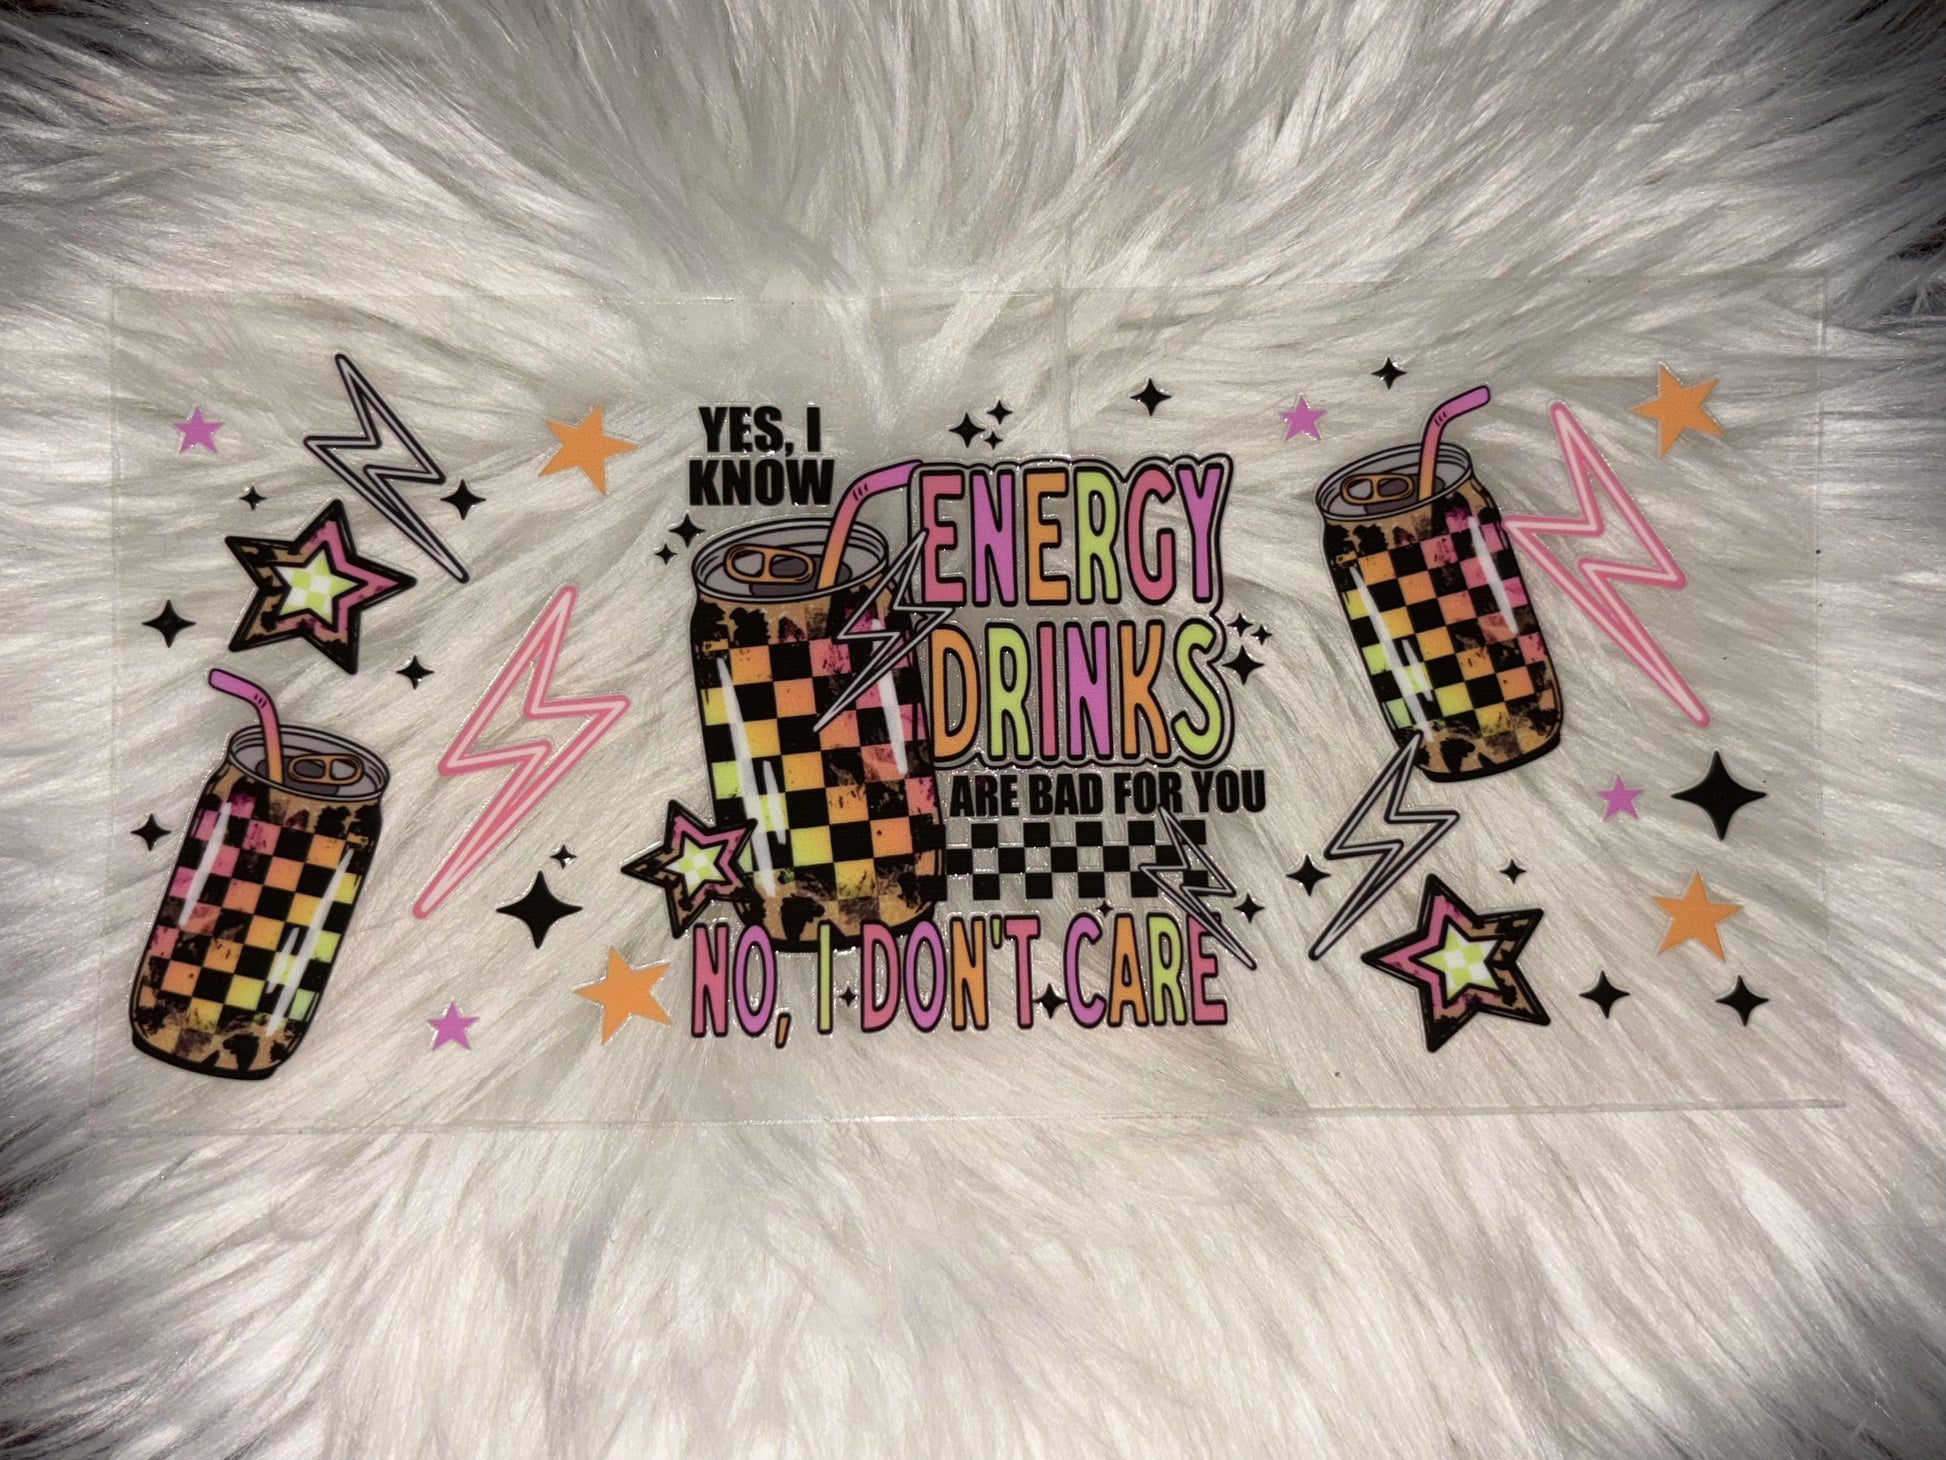 YES, I
KNOW
ENERGY
DRINKS
ARE BAD FOR YOU
NO, I DON'T CARE